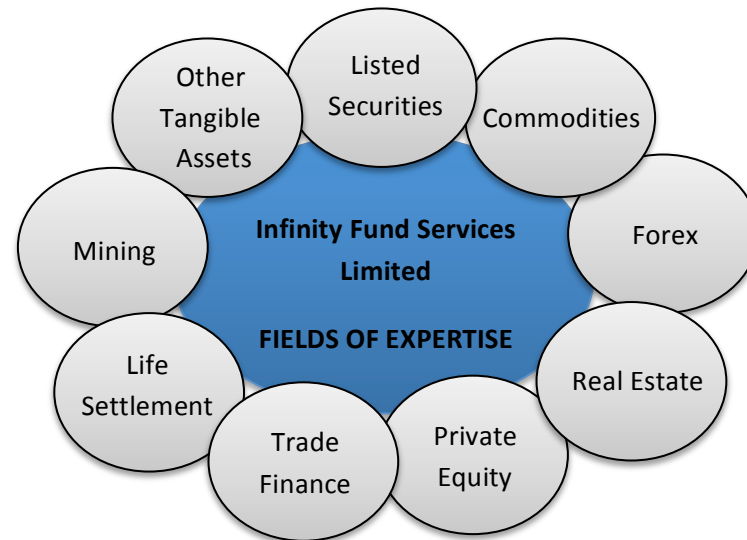 Listed
Securities
Commodities
Forex
Real Estate
Private
Equity
Trade
Finance
Life
Settlement
Mining
Other
Tangible
Assets
Infinity Fund Services
Limited
FIELDS OF EXPERTISE